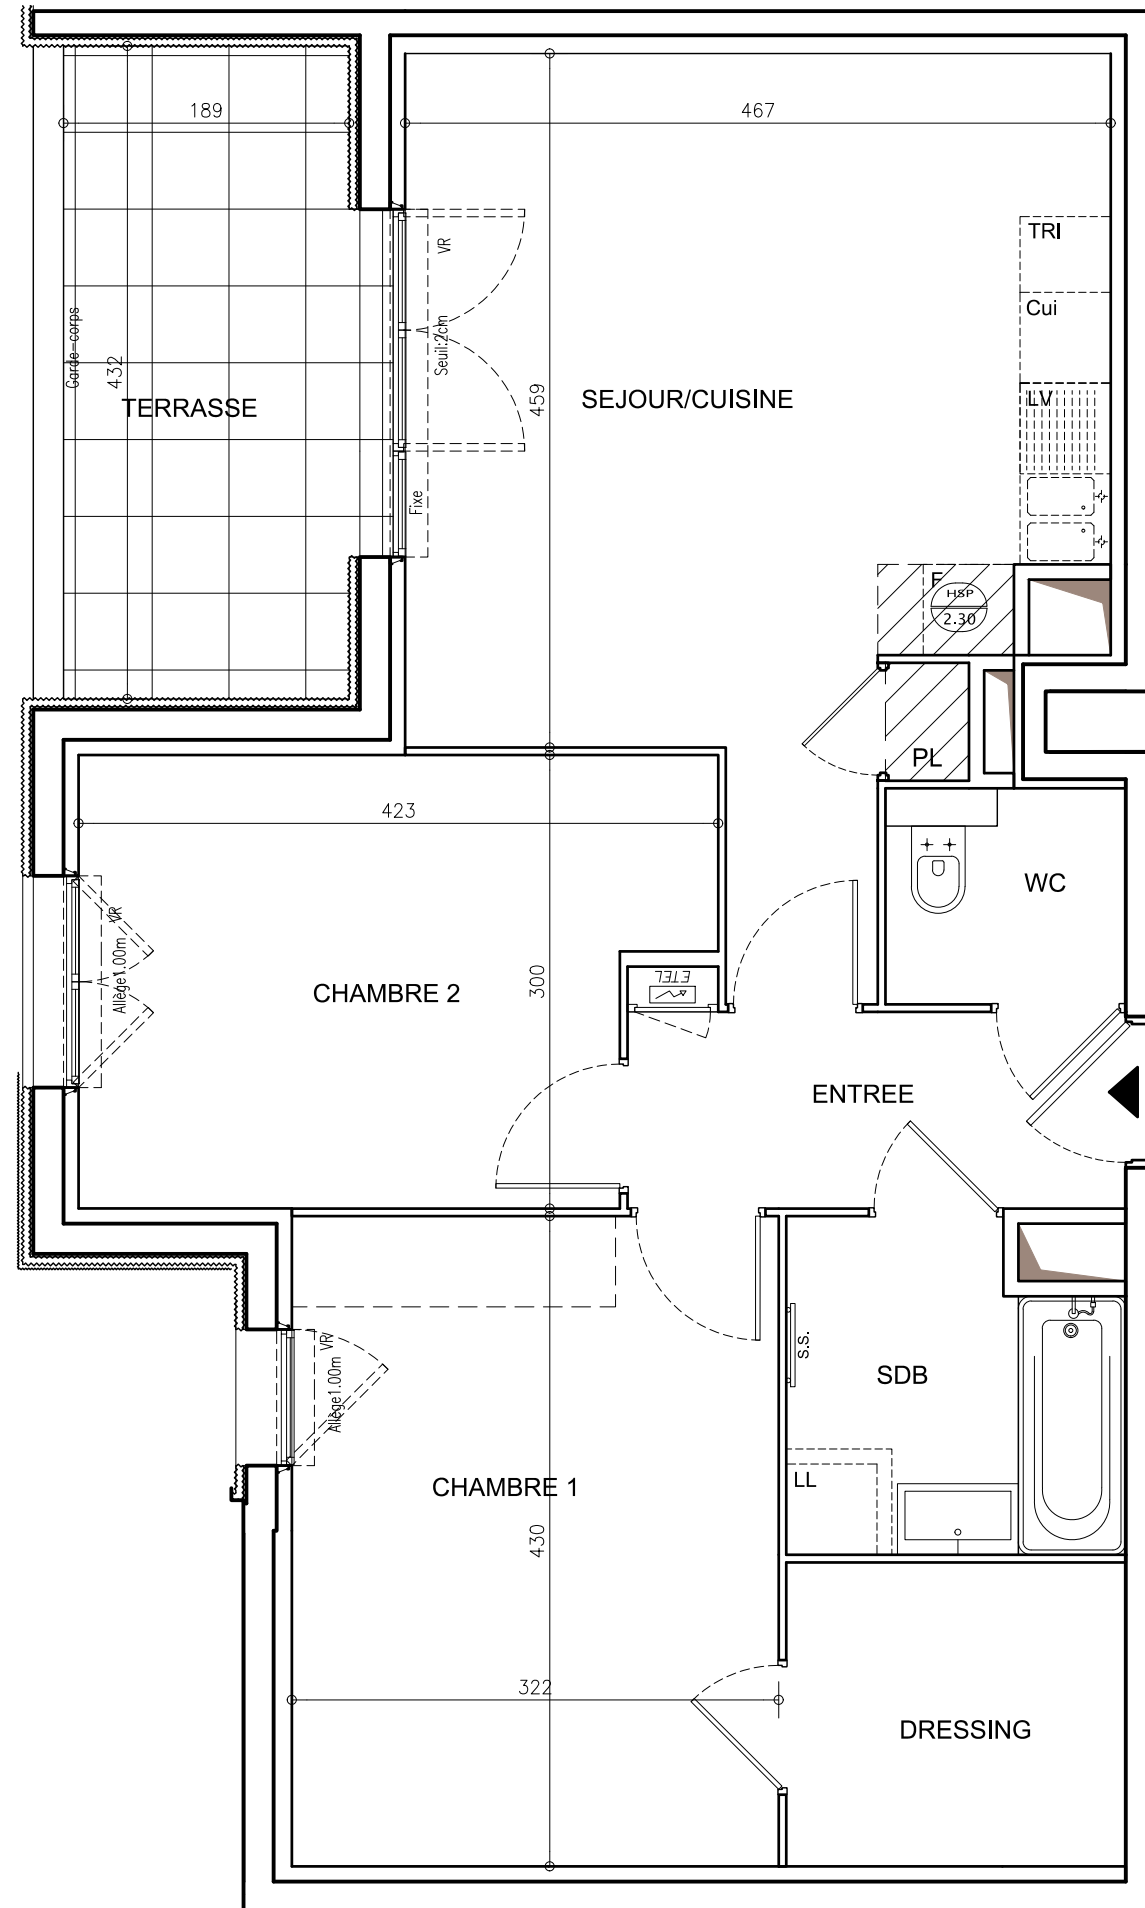 189
467
TRI
VR
Cui
Garde-corps
432
Seuil:2cm
459
SEJOUR/CUISINE
LV
TERRASSE
Fixe
F
HSP
2.30
PL
423
WC
VR
Allège1.00m
ETEL
300
CHAMBRE 2
ENTREE
VR
Allège1.00m
s.s.
SDB
LL
CHAMBRE 1
430
322
DRESSING